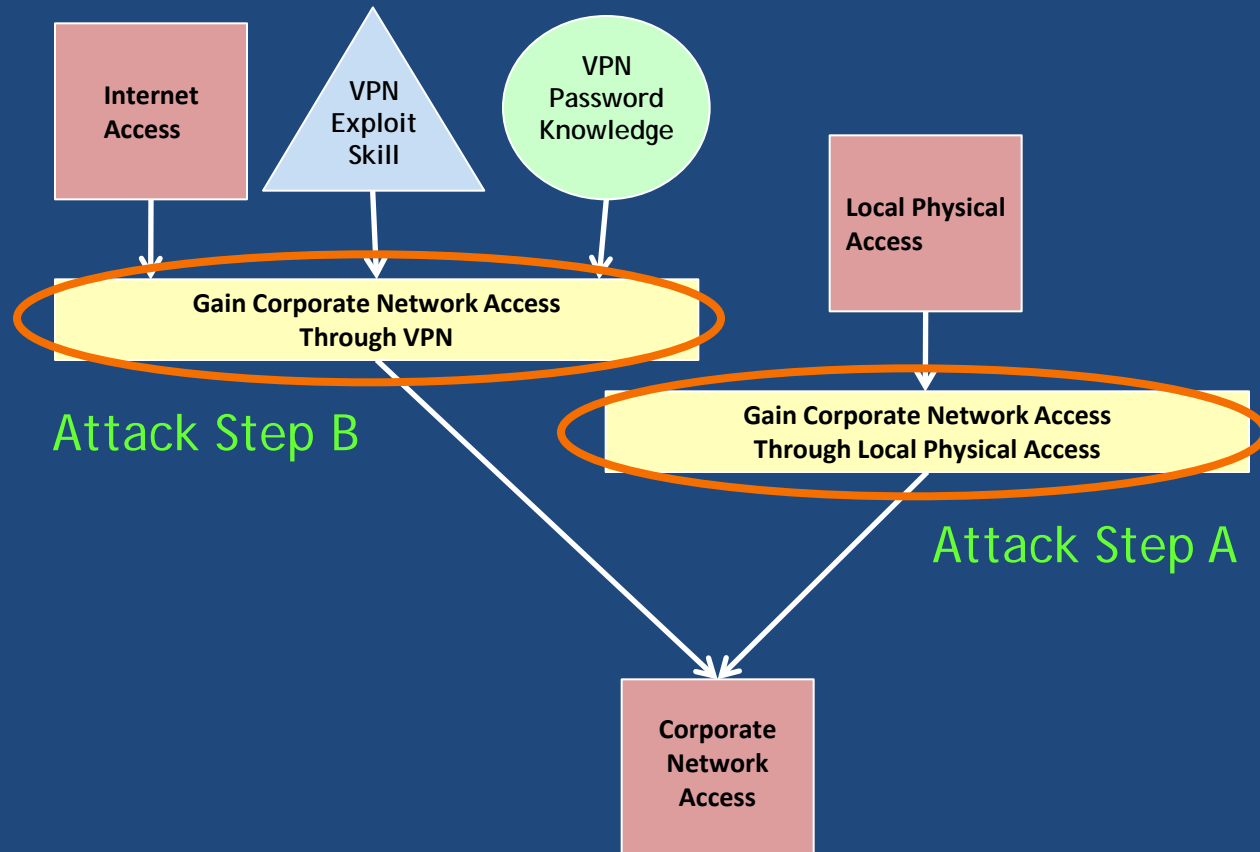 Internet
Access
VPN
Exploit
Skill
VPN
Password
Knowledge
Local Physical
Access
Gain Corporate Network Access
Through VPN
Attack Step B
Gain Corporate Network Access
Through Local Physical Access
Attack Step A
Corporate
Network
Access